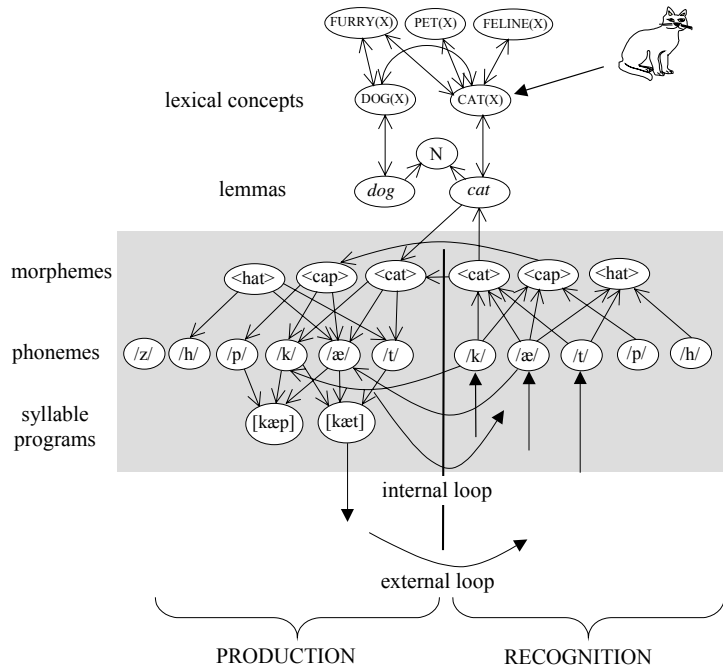 FURRY(X) PET(X) FELINE(X)
lexical concepts DOG(X) CAT(X)
N
lemmas dog cat
morphemes <hat> <cap> <cat> <cat> <cap> <hat>
phonemes /z/ /h/ /p/ /k/ /æ/ /t/ /k/ /æ/ /t/ /p/ /h/
syllable
programs [kæp] [kæt]
internal loop
external loop
PRODUCTION RECOGNITION